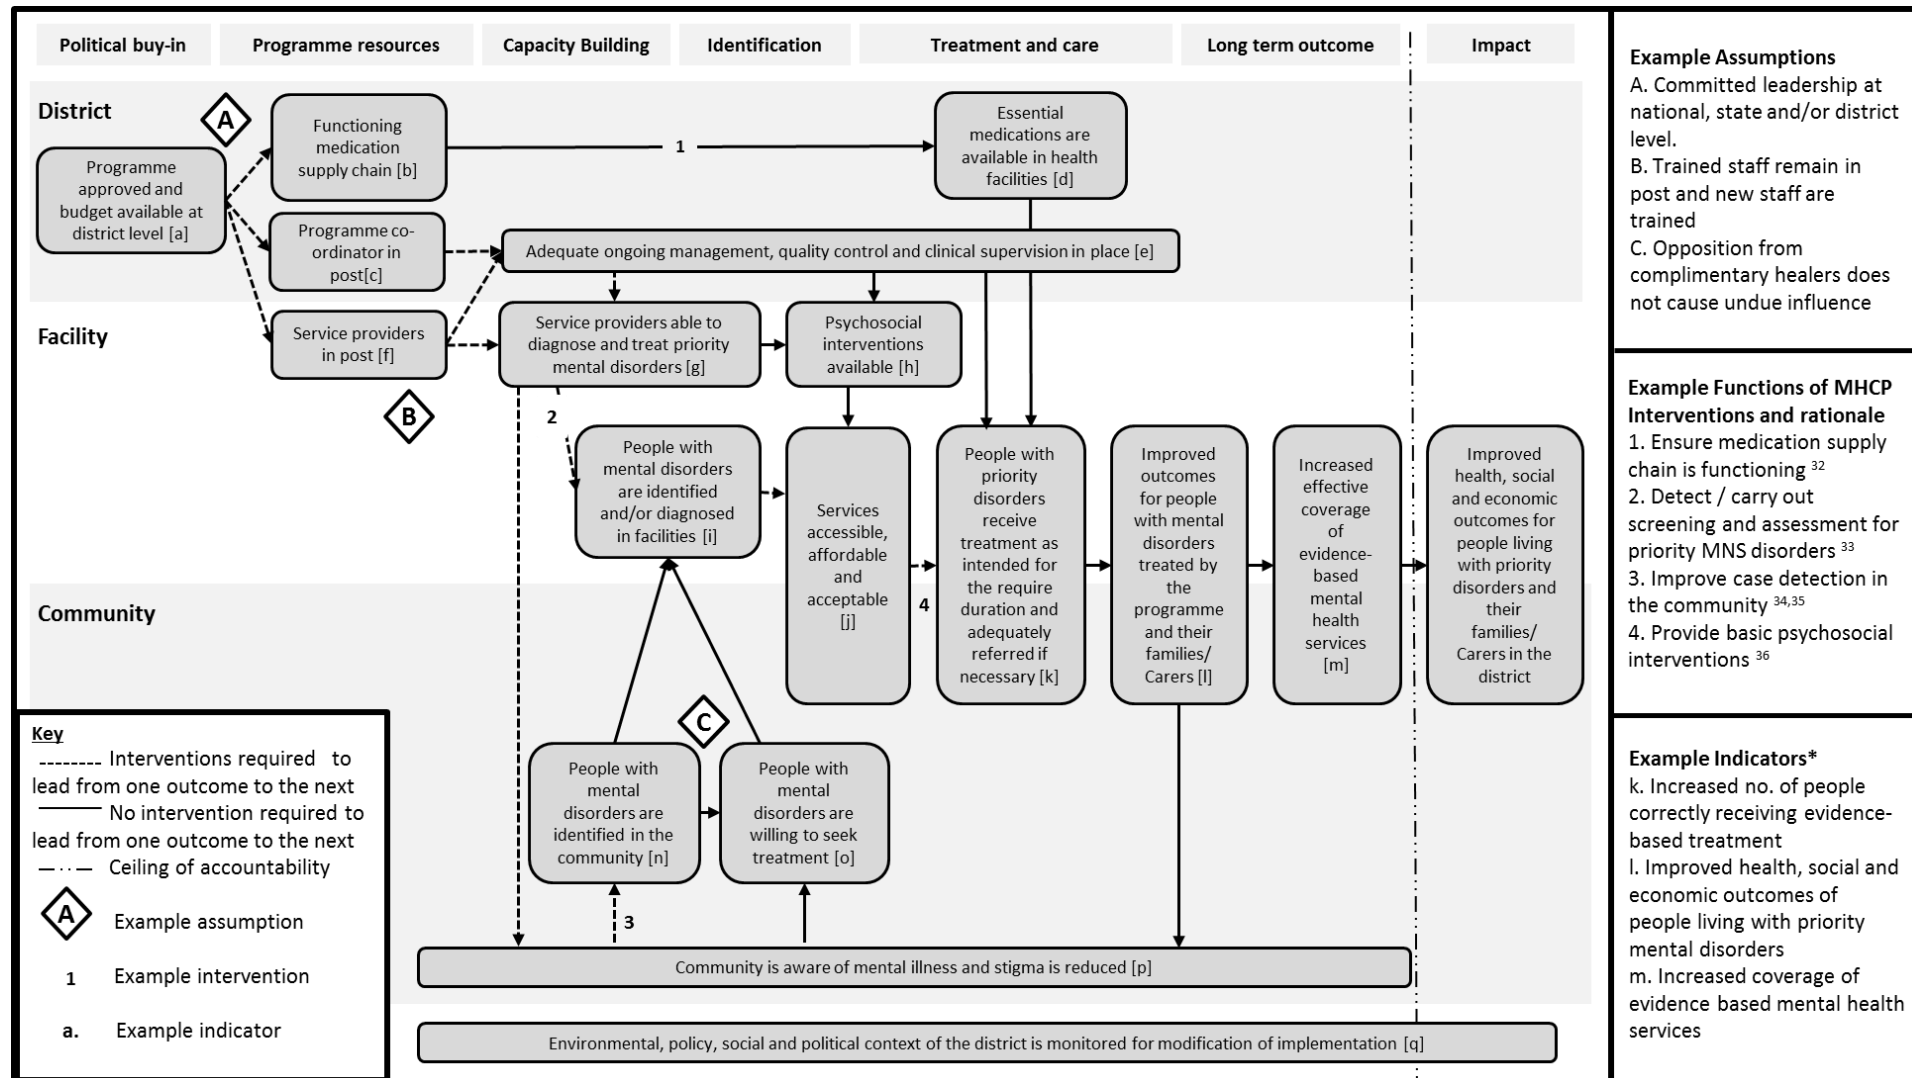 Political buy-in
Programme resources
Capacity Building
Identification
Treatment and care
Long term outcome
Impact
District
A
Programme
approved and
budget available at
district level [a]
Functioning
medication
supply chain [b]
1
Essential
medications are
available in health
facilities [d]
Programme co-
ordinator in
post[c]
Adequate ongoing management, quality control and clinical supervision in place [e]
Facility
Service providers
in post [f]
B
Service providers able to
diagnose and treat priority
mental disorders [g]
Psychosocial
interventions
available [h]
2
People with
mental disorders
are identified
and/or diagnosed
in facilities [i]
Services
accessible,
affordable
and
acceptable
[j]
4
People with
priority
disorders
receive
treatment as
intended for
the require
duration and
adequately
referred if
necessary [k]
Improved
outcomes
for people
with mental
disorders
treated by
the
programme
and their
families/
Carers [l]
Increased
effective
coverage
of
evidence-
based
mental
health
services
[m]
Improved
health, social
and economic
outcomes for
people living
with priority
disorders and
their
families/
Carers in the
district
Community
C
People with
mental
disorders are
identified in the
community [n]
People with
mental
disorders are
willing to seek
treatment [o]
3
Community is aware of mental illness and stigma is reduced [p]
Environmental, policy, social and political context of the district is monitored for modification of implementation [q]
Key
Interventions required to
lead from one outcome to the next
No intervention required to
lead from one outcome to the next
Ceiling of accountability
A Example assumption
1 Example intervention
a. Example indicator
Example Assumptions
A. Committed leadership at
national, state and/or district
level.
B. Trained staff remain in
post and new staff are
trained
C. Opposition from
complimentary healers does
not cause undue influence
Example Functions of MHCP
Interventions and rationale
1. Ensure medication supply
chain is functioning 32
2. Detect / carry out
screening and assessment for
priority MNS disorders 33
3. Improve case detection in
the community 34,35
4. Provide basic psychosocial
interventions 36
Example Indicators*
k. Increased no. of people
correctly receiving evidence-
based treatment
l. Improved health, social and
economic outcomes of
people living with priority
mental disorders
m. Increased coverage of
evidence based mental health
services